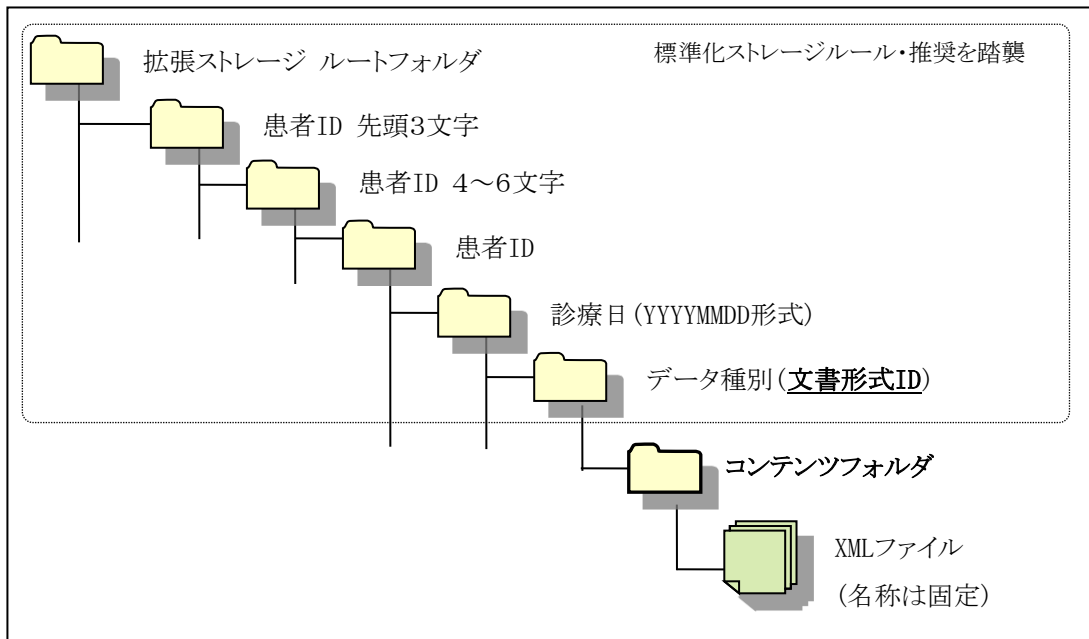 拡張ストレージ ルートフォルダ
標準化ストレージルール・推奨を踏襲
患者ID 先頭３文字
患者ID ４～６文字
患者ID
診療日(YYYYMMDD形式)
データ種別(文書形式ID)
コンテンツフォルダ
XMLファイル
(名称は固定)